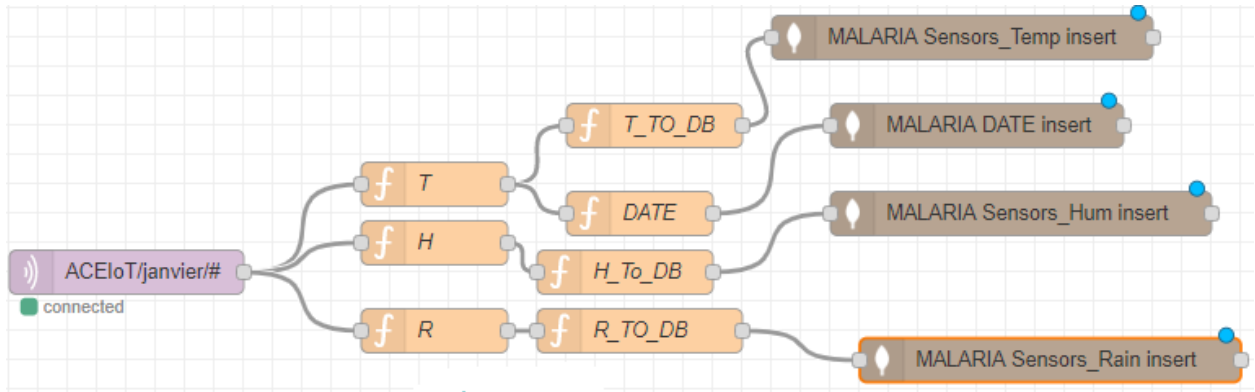 MALARIA Sensors_Temp insert
T_TO_DB
MALARIA DATE insert
T
DATE
MALARIA Sensors_Hum insert
H
ACEIoT/janvier/#
H_To_DB
connected
R
R_TO_DB
MALARIA Sensors_Rain insert